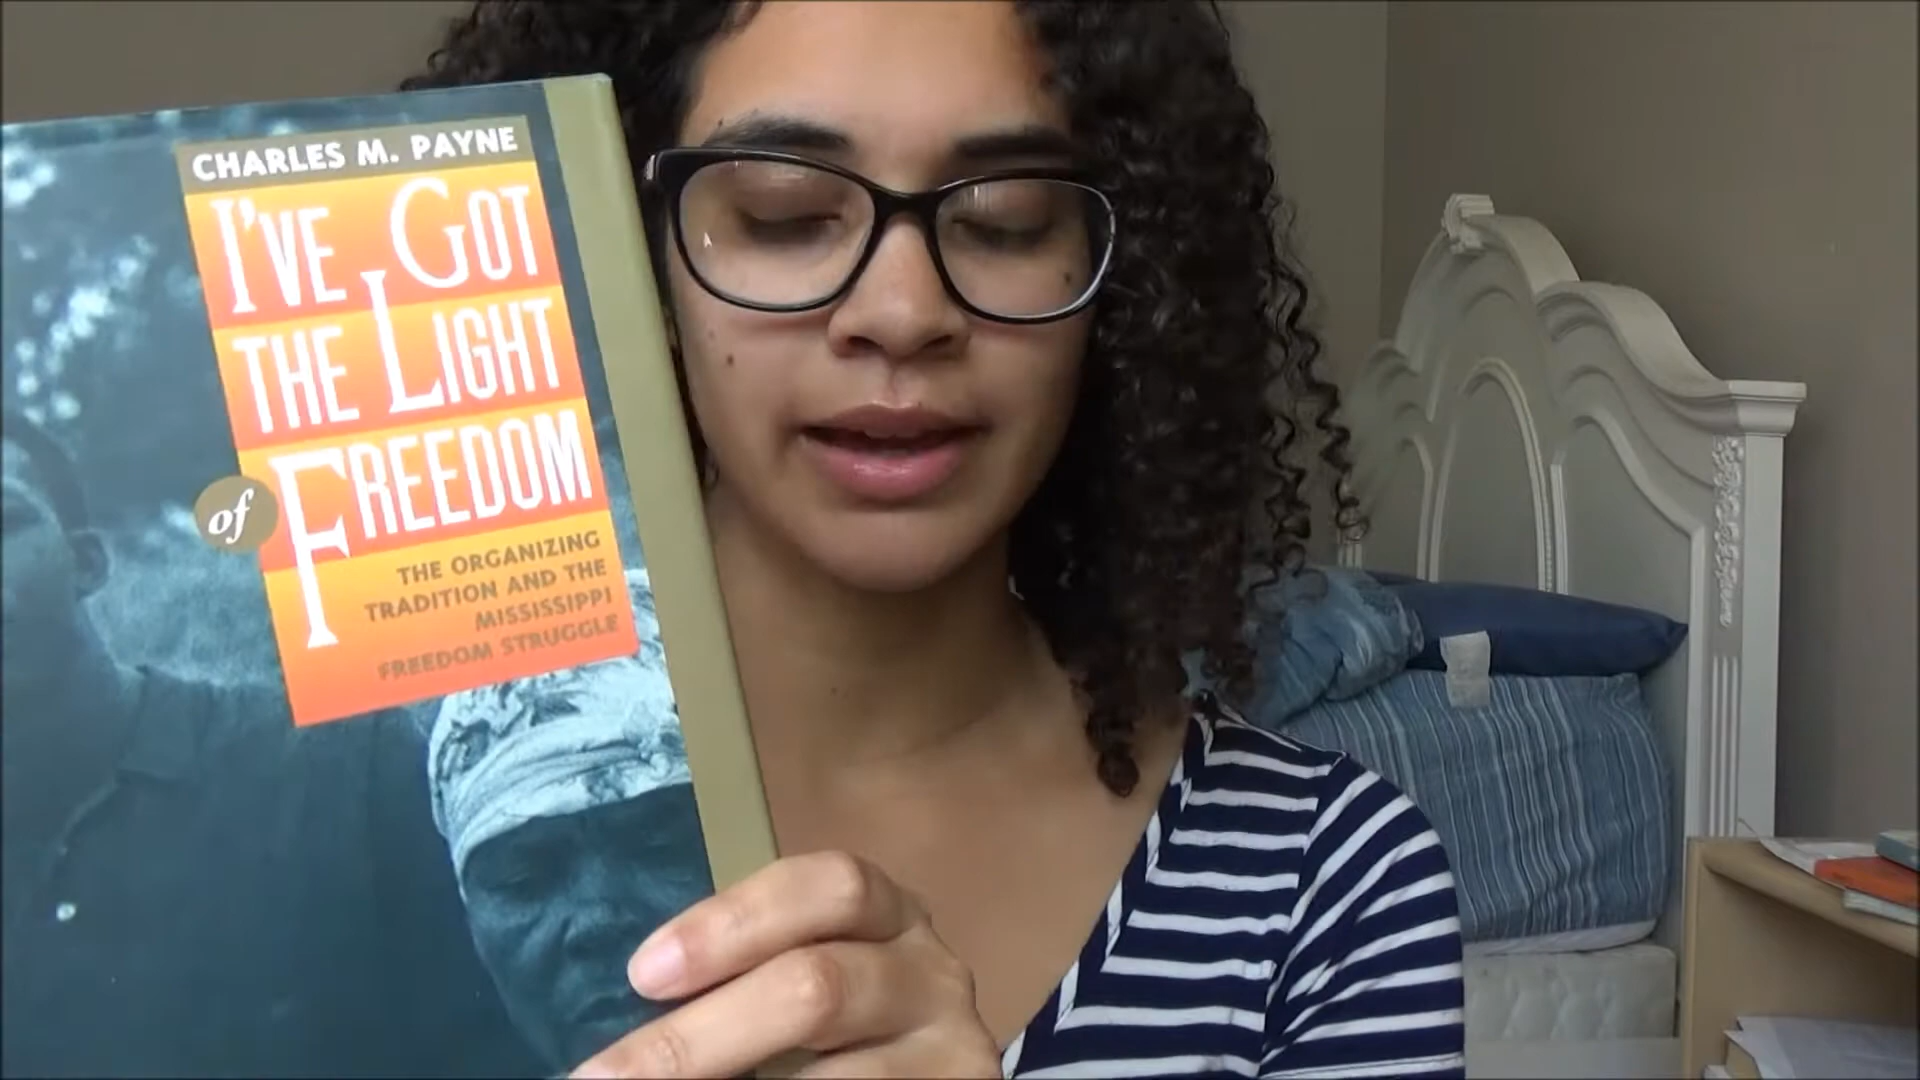 CHARLES M. PAYNE
I'VE GOT
THE LIGHT
of FREEDOM
THE ORGANIZING
TRADITION AND THE
MISSISSIPPI
FREEDOM STRUGGLE